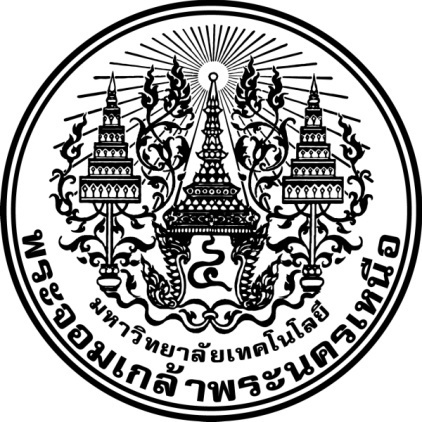 ๔
มหาวิทยาลัยเทคโนโลยี
พระจอมเกล้าพระนครเหนือ